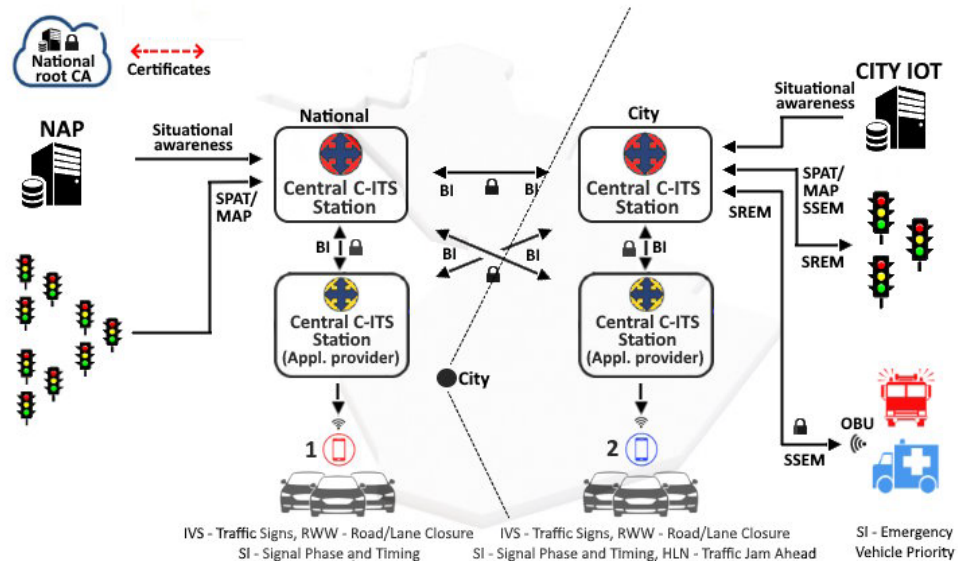 National
root CA
Certificates
NAP
Situational
awareness
SPAT/
MAP
National
Central C-ITS
Station
BI
Central C-ITS
Station
(Appl. provider)
1
IVS - Traffic Signs, RWW - Road/Lane Closure
SI - Signal Phase and Timing
BI
BI
BI
BI
City
City
Central C-ITS
Station
BI
Central C-ITS
Station
(Appl. provider)
2
IVS - Traffic Signs, RWW - Road/Lane Closure
SI - Signal Phase and Timing, HLN - Traffic Jam Ahead
CITY IOT
Situational
awareness
SPAT/
MAP
SSEM
SREM
SREM
SSEM
OBU
SI - Emergency
Vehicle Priority